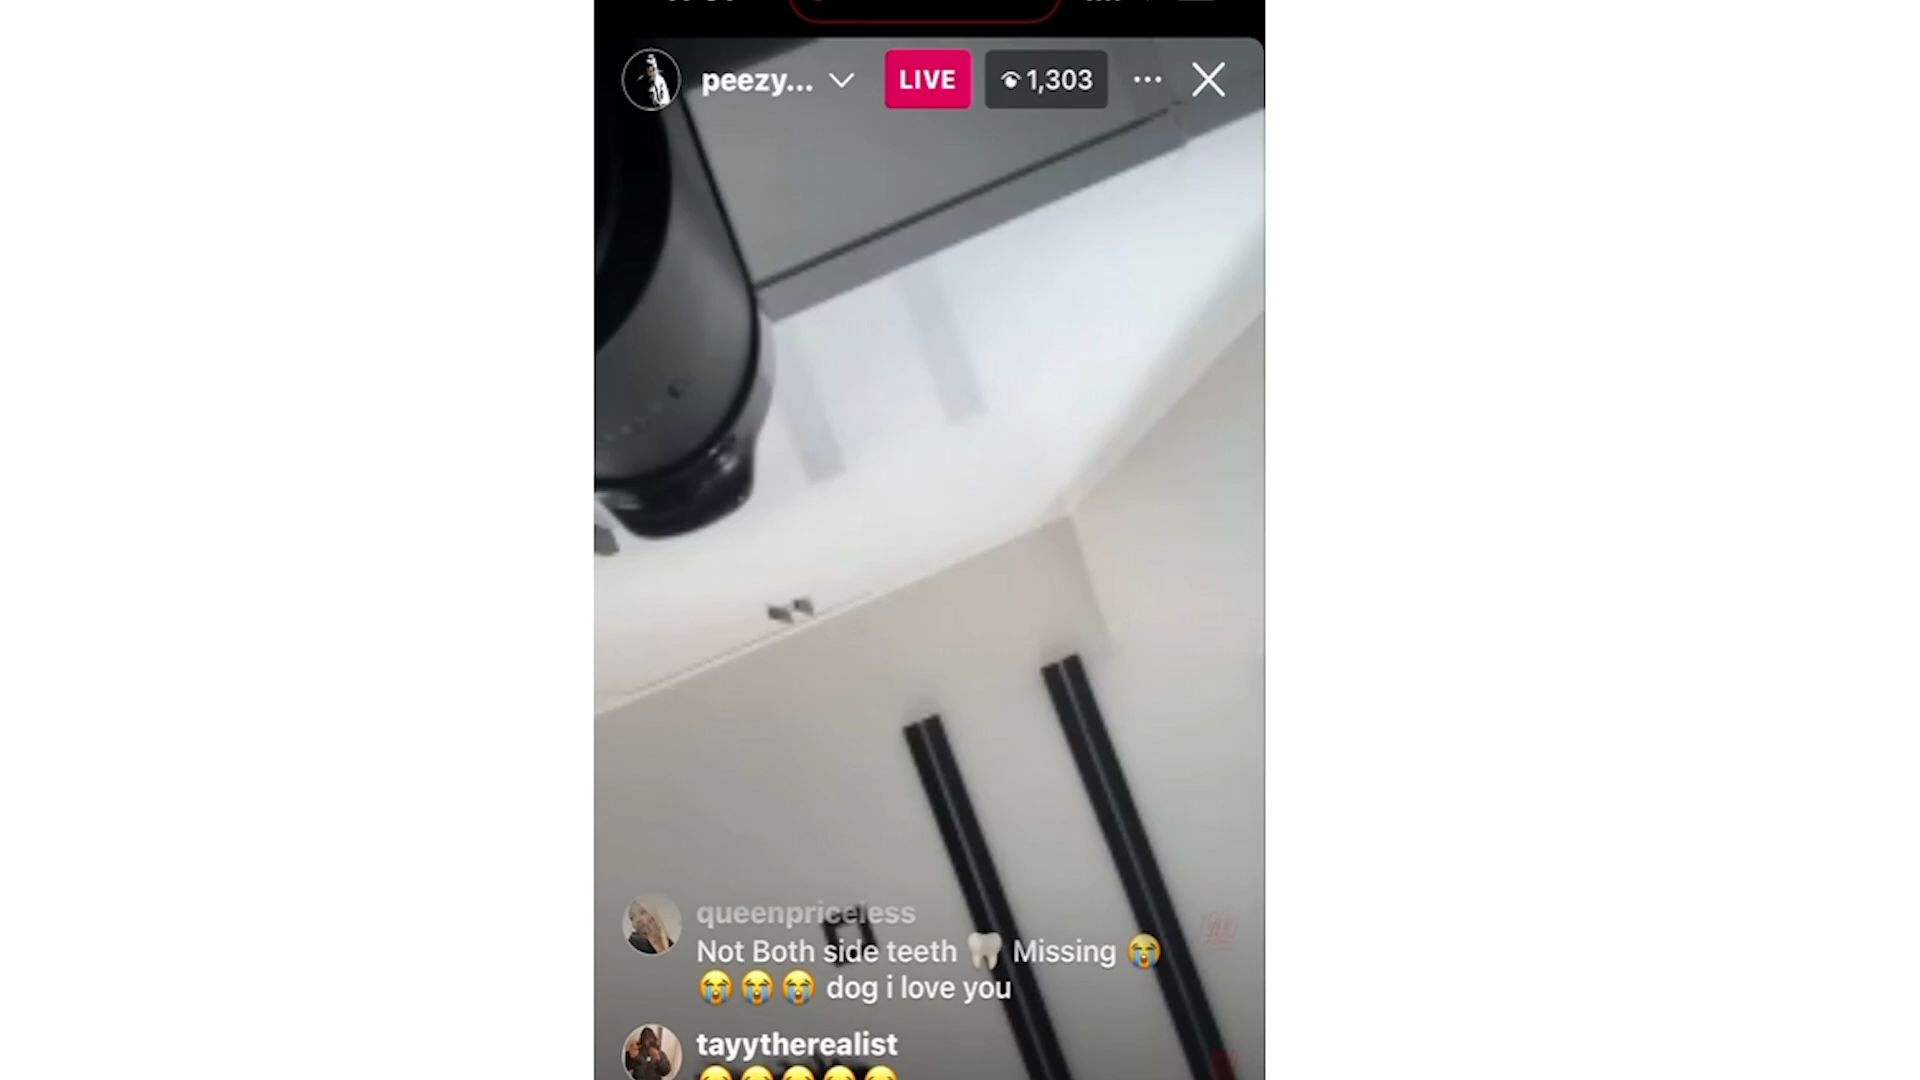 peezy... LIVE 1,303
queenpriceless
Not Both side teeth 🦷 Missing 😭
😭 😭 😭 dog i love you
tayytherealist
😭 😭 😭 😭 😭